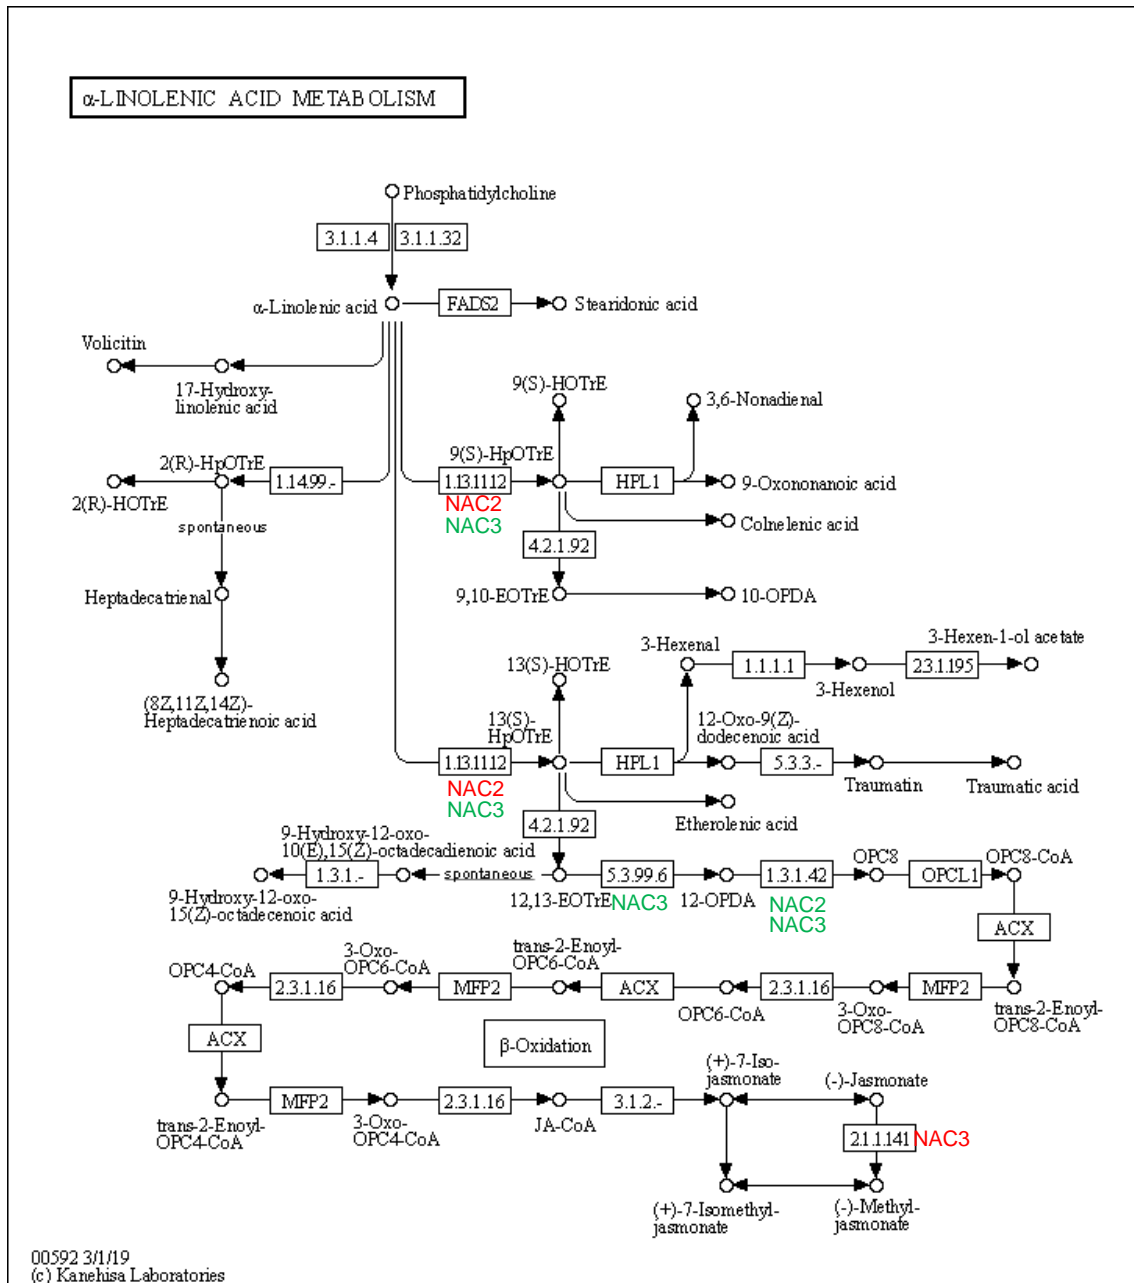 α-LINOLENIC ACID METABOLISM
Phosphatidylcholine
3.1.1.4
3.1.1.32
α-Linolenic acid
FADS2
Stearidonic acid
Volicitin
17-Hydroxy-
linolenic acid
9(S)-HOTrE
3,6-Nonadienal
2(R)-HpOTrE
1.14.99.-
9(S)-HpOTrE
1.13.11.12
HPL1
9-Oxononanoic acid
2(R)-HOTrE
NAC2
NAC3
spontaneous
Colnelenic acid
4.2.1.92
Heptadecatrienal
9,10-EOTrE
10-OPDA
3-Hexenal
3-Hexen-1-ol acetate
13(S)-HOTrE
1.1.1.1
2.3.1.195
3-Hexenol
(8Z,11Z,14Z)-
Heptadecatrienoic acid
13(S)-
HpOTrE
12-Oxo-9(Z)-
dodecenoic acid
1.13.11.12
HPL1
5.3.3.-
NAC2
NAC3
Traumatin
Traumatic acid
Etherolenic acid
4.2.1.92
9-Hydroxy-12-oxo-
10(E),15(Z)-octadecadienoic acid
OPC8
OPC8-CoA
1.3.1.-
spontaneous
5.3.99.6
1.3.1.42
OPCL1
9-Hydroxy-12-oxo-
15(Z)-octadecenoic acid
12,13-EOTrE
NAC3
12-OPDA
NAC2
NAC3
ACX
OPC4-CoA
3-Oxo-
OPC6-CoA
trans-2-Enoyl-
OPC6-CoA
2.3.1.16
MFP2
ACX
2.3.1.16
MFP2
OPC6-CoA
3-Oxo-
OPC8-CoA
trans-2-Enoyl-
OPC8-CoA
ACX
β-Oxidation
(+)-7-Iso-
jasmonate
(-)-Jasmonate
MFP2
2.3.1.16
3.1.2.-
trans-2-Enoyl-
OPC4-CoA
3-Oxo-
OPC4-CoA
JA-CoA
2.1.1.141
NAC3
(+)-7-Isomethyl-
jasmonate
(-)-Methyl-
jasmonate
00592 3/1/19
(c) Kanehisa Laboratories